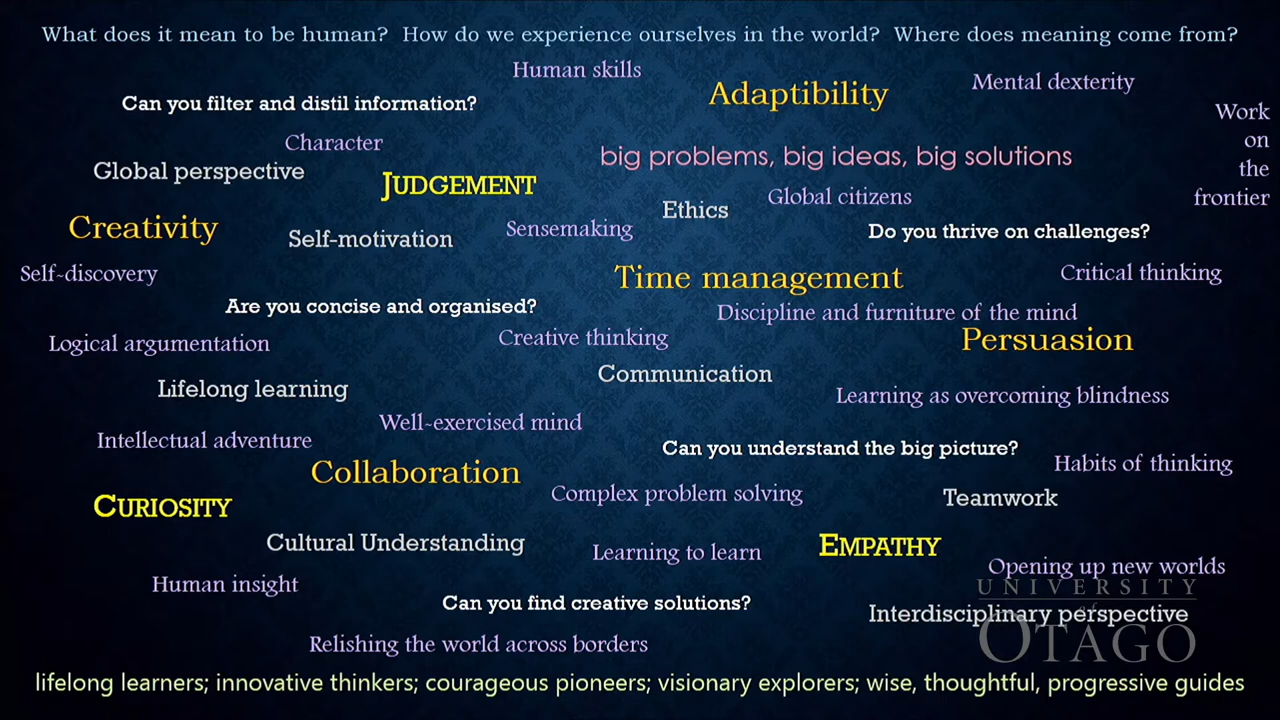 What does it mean to be human? How do we experience ourselves in the world? Where does meaning come from?
Human skills
Mental dexterity
Adaptibility
Can you filter and distil information?
Work
on
the
frontier
Character
big problems, big ideas, big solutions
Global perspective
JUDGEMENT
Global citizens
Ethics
Creativity
Sensemaking
Do you thrive on challenges?
Self-motivation
Self-discovery
Critical thinking
Time management
Are you concise and organised?
Discipline and furniture of the mind
Logical argumentation
Creative thinking
Persuasion
Communication
Lifelong learning
Learning as overcoming blindness
Well-exercised mind
Intellectual adventure
Can you understand the big picture?
Habits of thinking
Collaboration
Complex problem solving
Teamwork
CURIOSITY
Cultural Understanding
EMPATHY
Learning to learn
Opening up new worlds
Human insight
UNIVERSITY
of
OTAGO
Can you find creative solutions?
Interdisciplinary perspective
Relishing the world across borders
lifelong learners; innovative thinkers; courageous pioneers; visionary explorers; wise, thoughtful, progressive guides